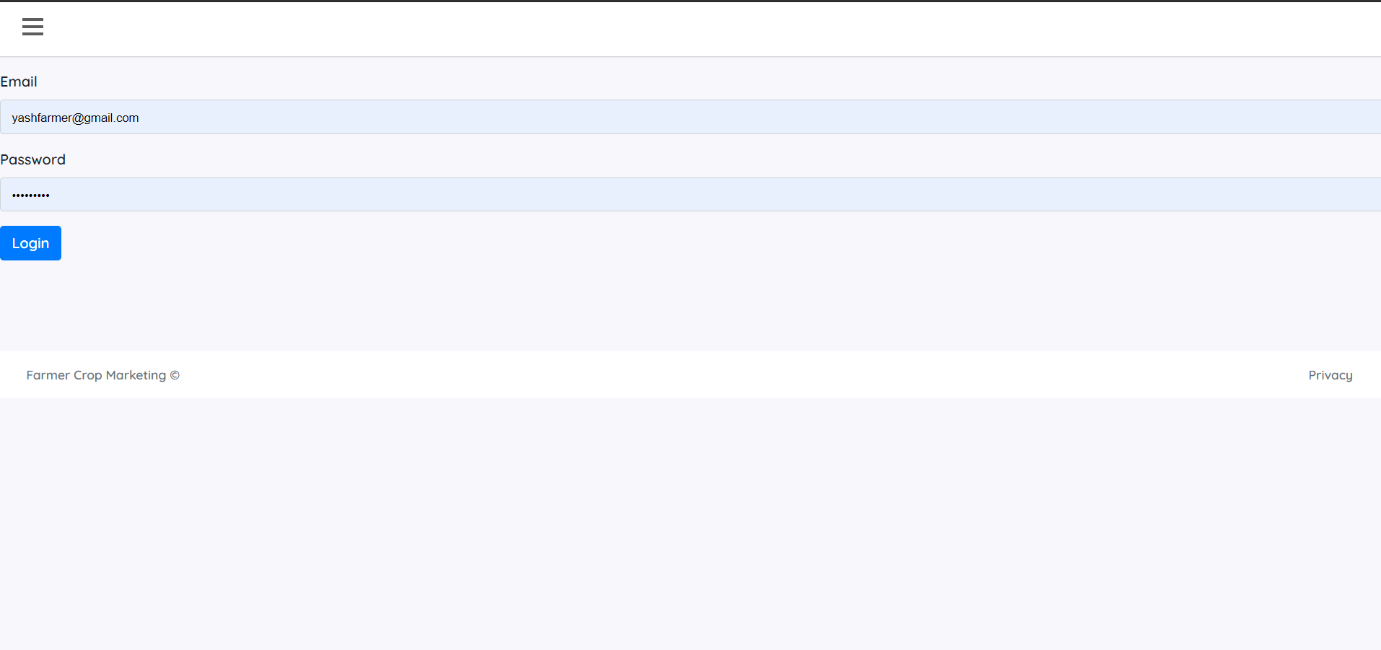 Email
yashfarmer@gmail.com
Password
•••••••••
Login
Farmer Crop Marketing © Privacy